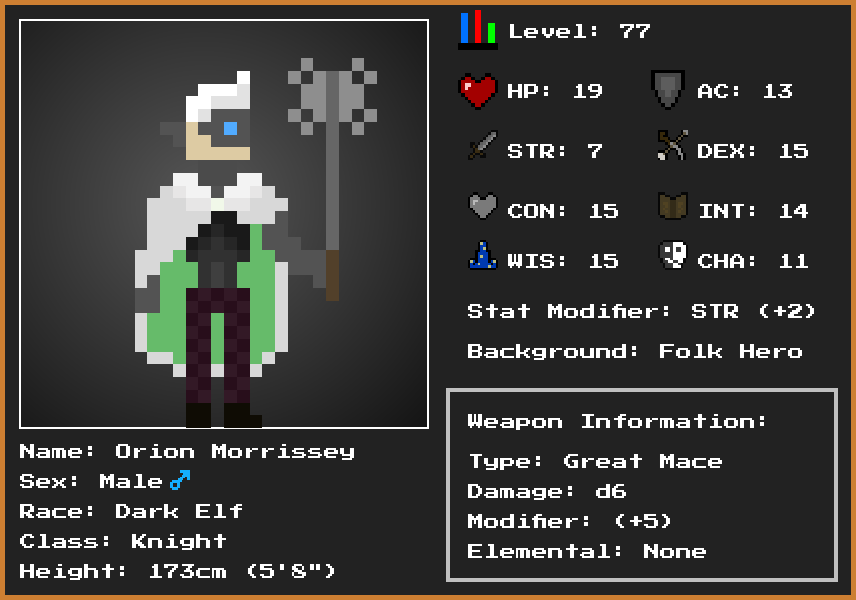 Level: 77
HP: 19
AC: 13
STR: 7
DEX: 15
CON: 15
INT: 14
WIS: 15
CHA: 11
Stat Modifier: STR (+2)
Background: Folk Hero
Weapon Information:
Type: Great Mace
Damage: d6
Modifier: (+5)
Elemental: None
Name: Orion Morrissey
Sex: Male ♂
Race: Dark Elf
Class: Knight
Height: 173cm (5'8")